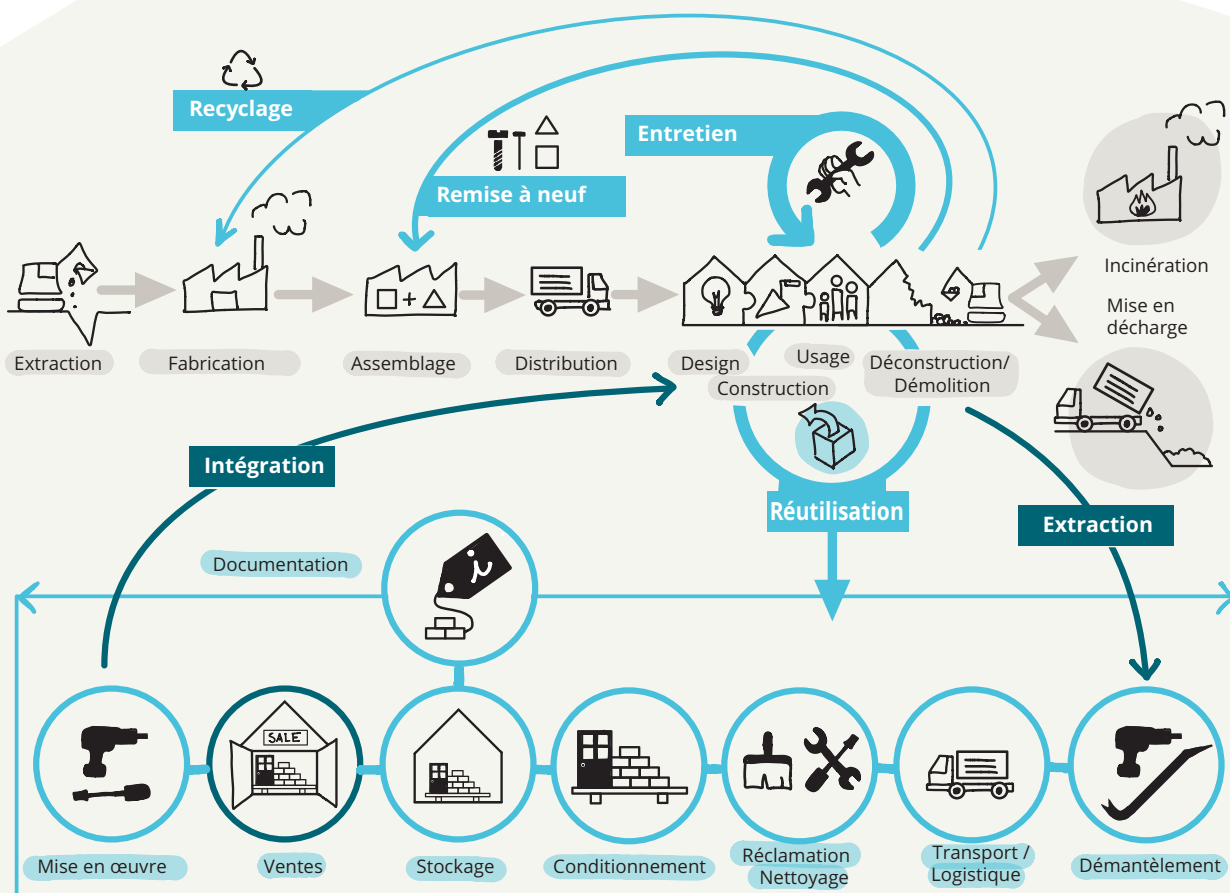 Recyclage
Entretien
Remise à neuf
Incinération
Mise en
décharge
Extraction
Fabrication
Assemblage
Distribution
Design
Usage
Construction
Déconstruction/
Démolition
Intégration
Réutilisation
Extraction
Documentation
i
SALE
Mise en œuvre
Ventes
Stockage
Conditionnement
Réclamation
Nettoyage
Transport /
Logistique
Démantèlement